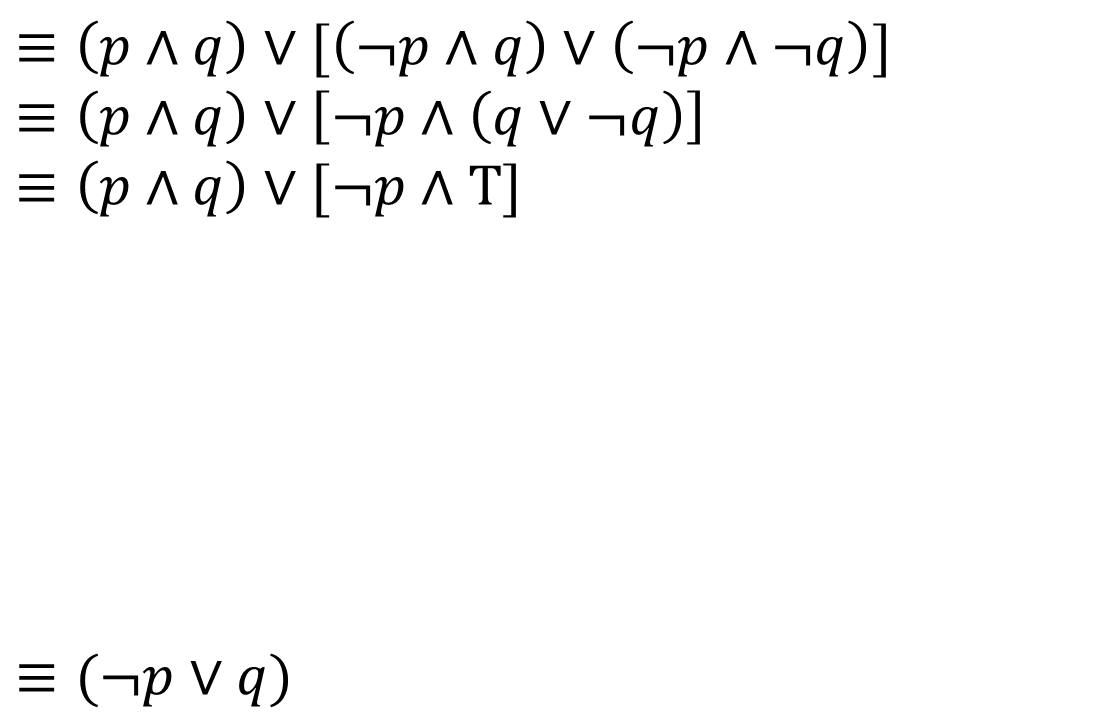 ≡ (p ∧ q) ∨ [(¬p ∧ q) ∨ (¬p ∧ ¬q)]
≡ (p ∧ q) ∨ [¬p ∧ (q ∨ ¬q)]
≡ (p ∧ q) ∨ [¬p ∧ T]
≡ (¬p ∨ q)